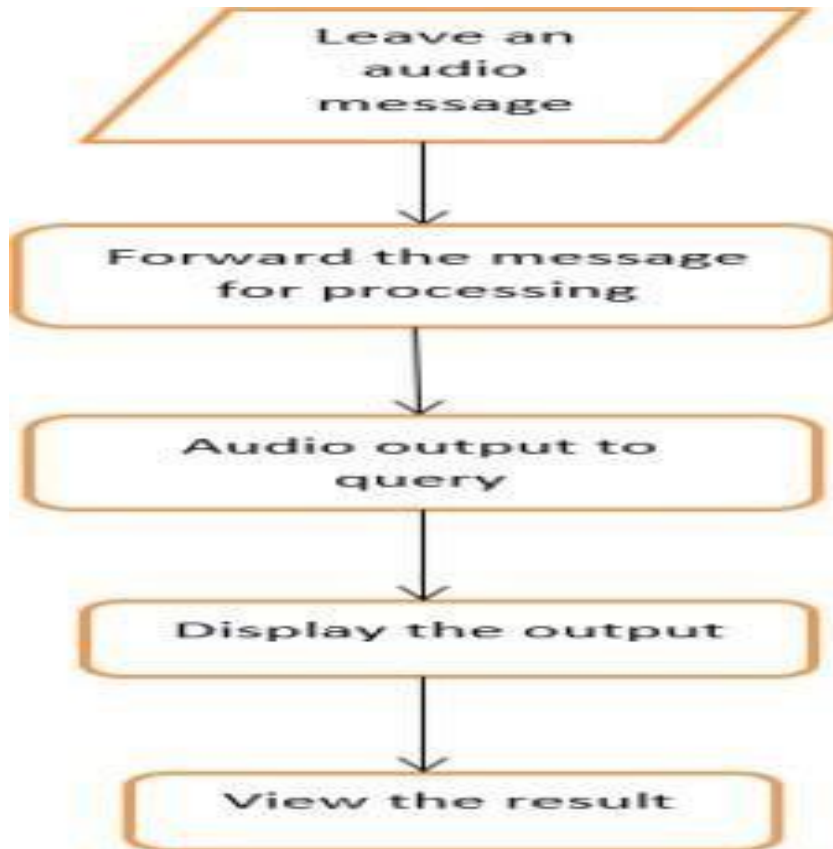 Leave an
audio
message
Forward the message
for processing
Audio output to
query
Display the output
View the result